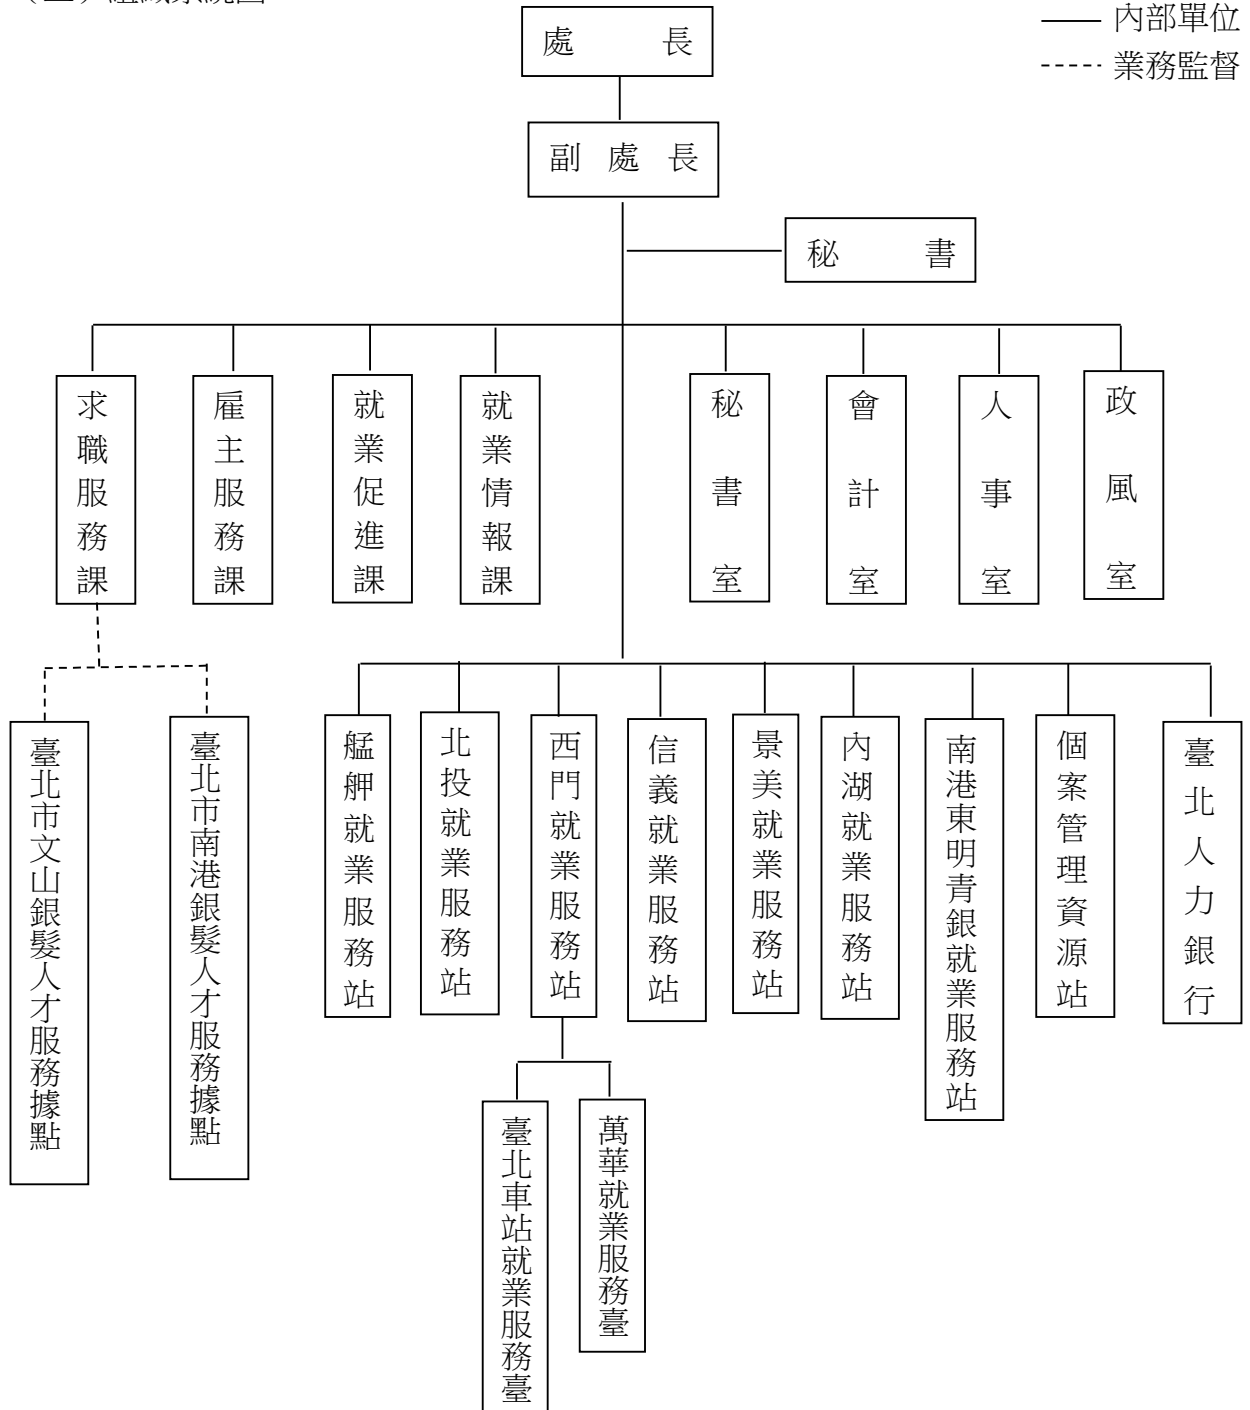 內部單位
業務監督
處長
副處長
秘書
求職服務課
雇主服務課
就業促進課
就業情報課
秘書室
會計室
人事室
政風室
臺北市文山銀髮人才服務據點
臺北市南港銀髮人才服務據點
艋舺就業服務站
北投就業服務站
西門就業服務站
信義就業服務站
景美就業服務站
內湖就業服務站
南港東明青銀就業服務站
個案管理資源站
臺北人力銀行
臺北車站就業服務臺
萬華就業服務臺